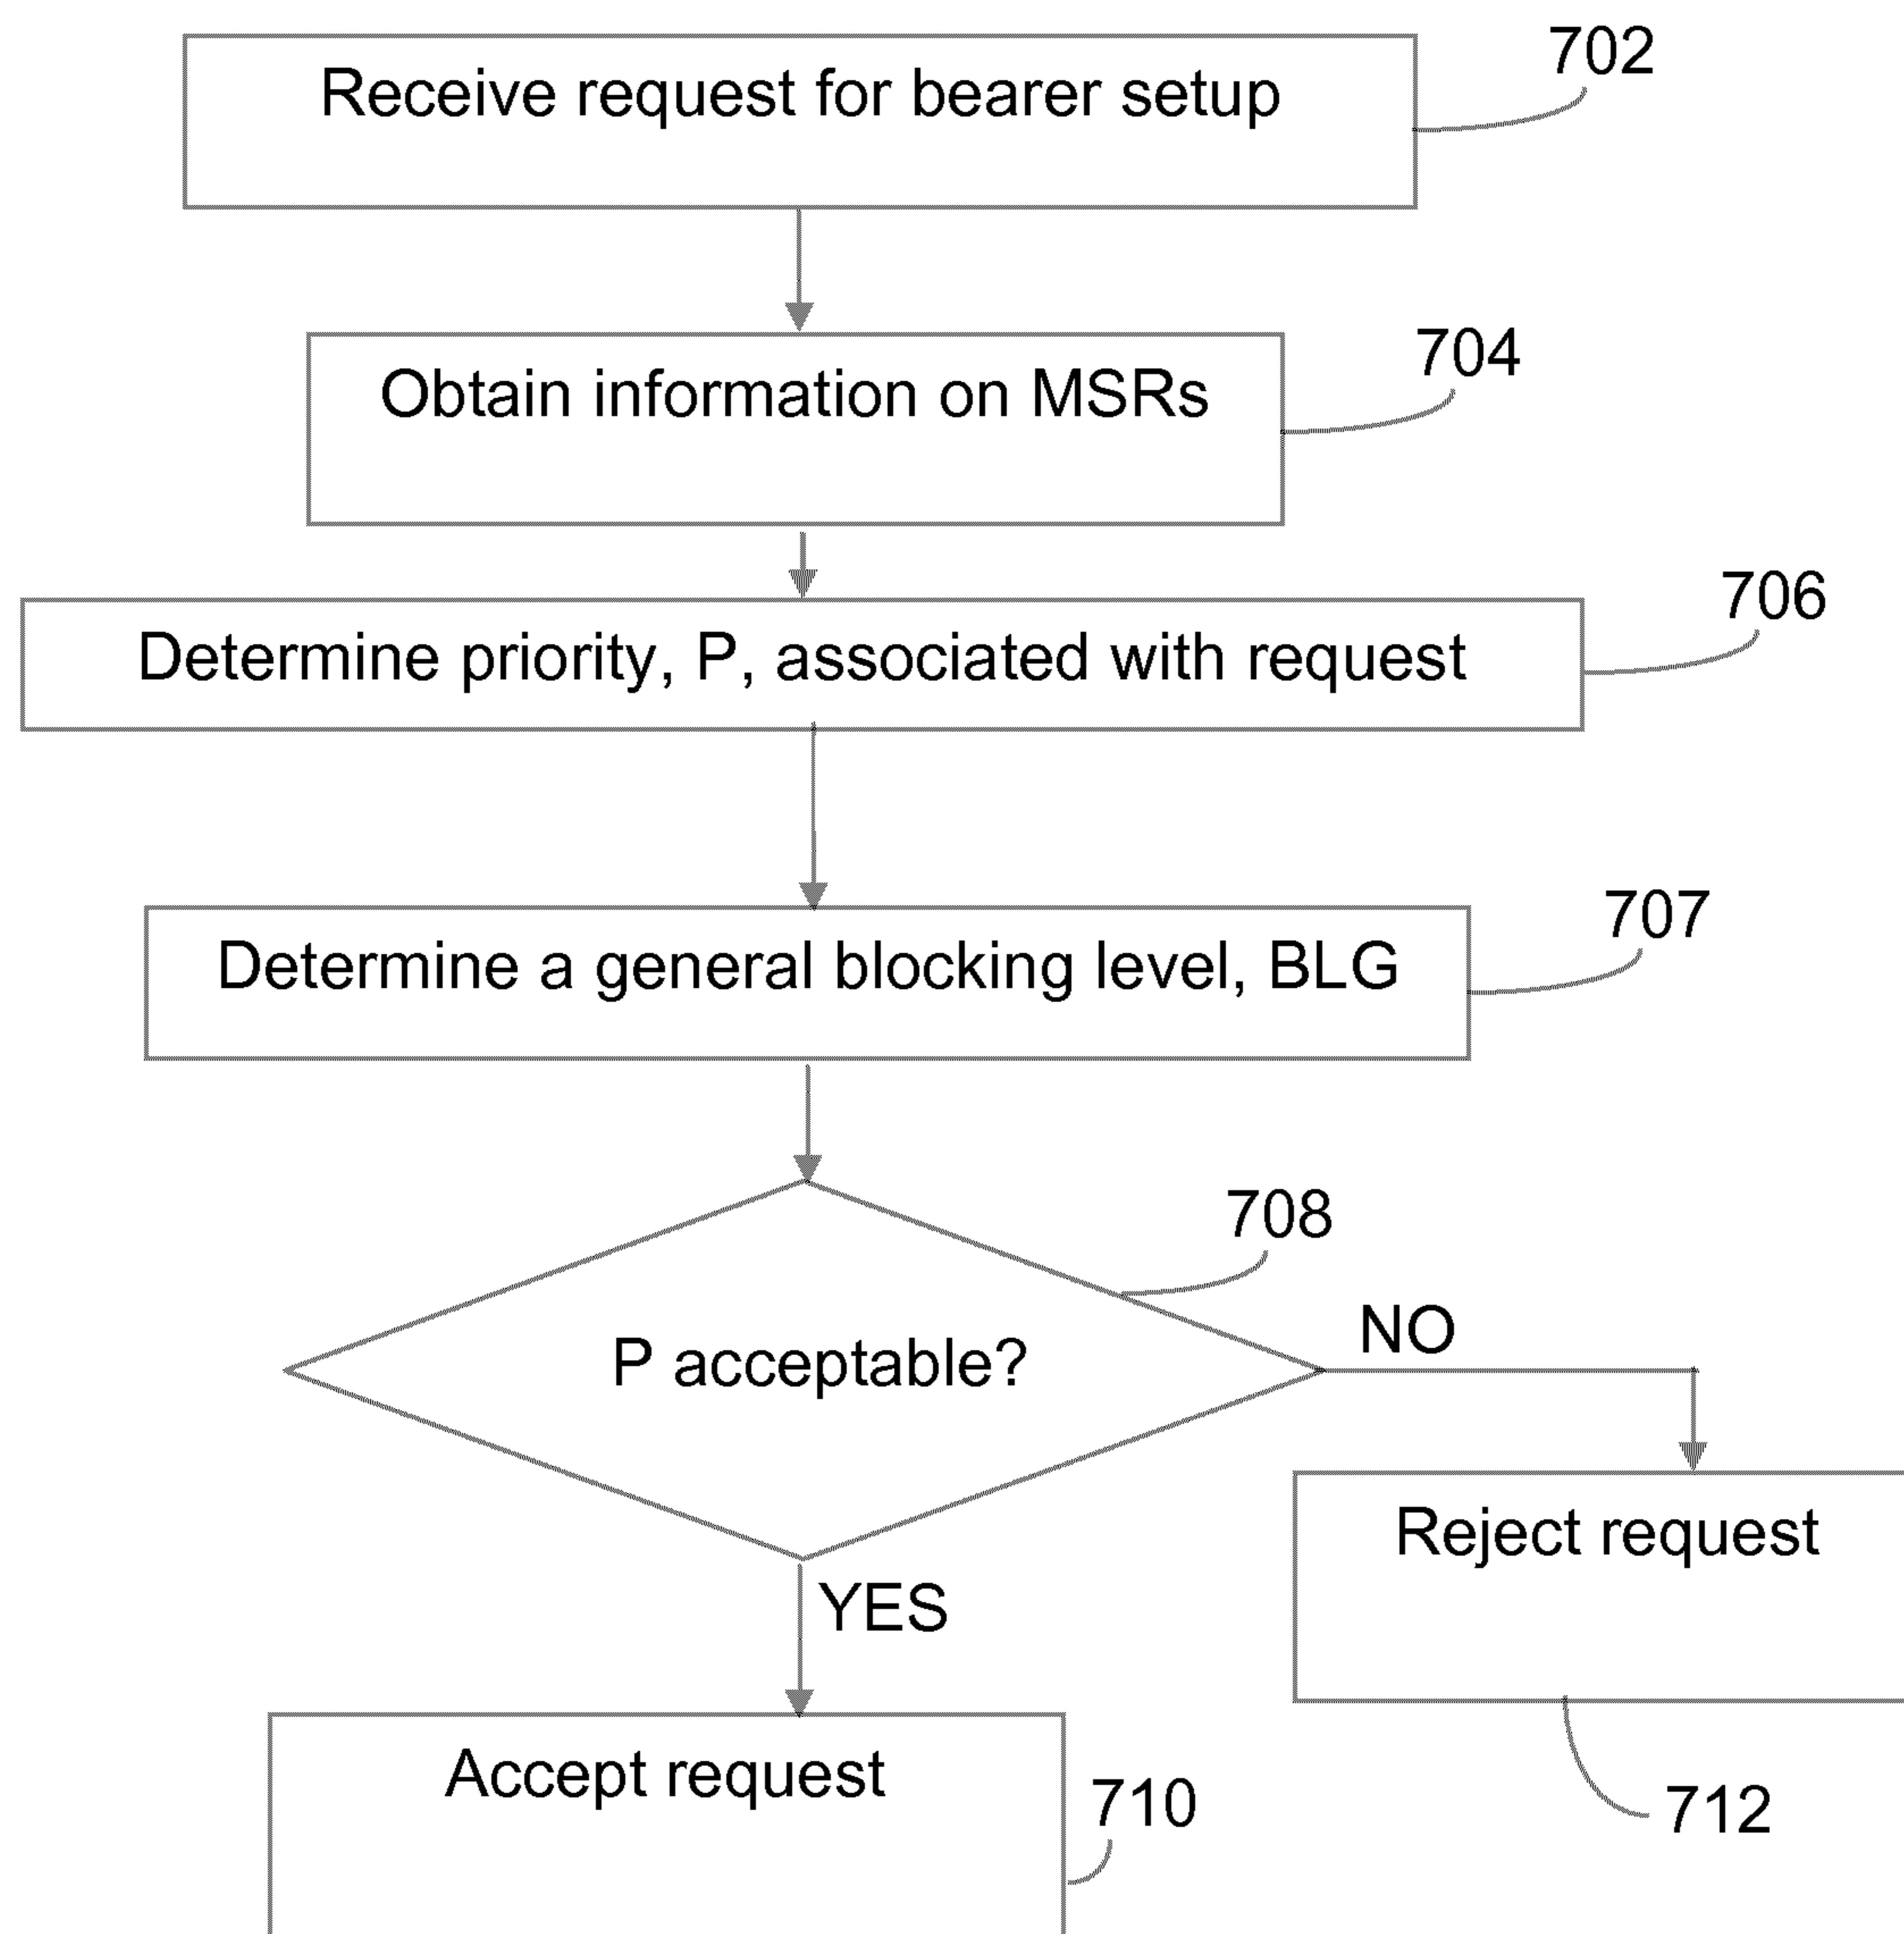 Receive request for bearer setup
702
Obtain information on MSRs
704
Determine priority, P, associated with request
706
Determine a general blocking level, BLG
707
P acceptable?
708
NO
Reject request
712
YES
Accept request
710